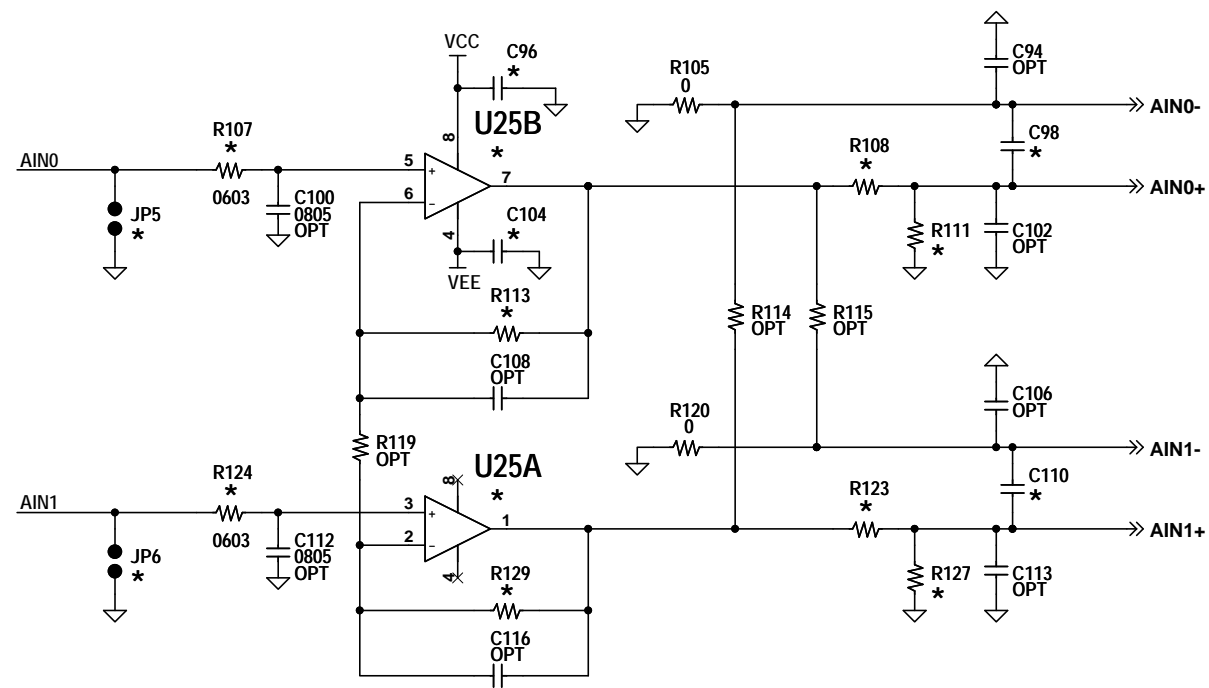 VCC
C96
*
C94
OPT
R105
0
AIN0-
U25B
*
8
R107
*
0603
AIN0
5
+
6
−
7
4
C98
*
R108
*
AIN0+
JP5
*
C100
0805
OPT
C104
*
VEE
R111
*
C102
OPT
R113
*
R114
OPT
R115
OPT
C108
OPT
C106
OPT
R120
0
AIN1-
R119
OPT
U25A
*
8
R124
*
0603
AIN1
3
+
2
−
1
4
C110
*
R123
*
AIN1+
JP6
*
C112
0805
OPT
R129
*
R127
*
C113
OPT
C116
OPT